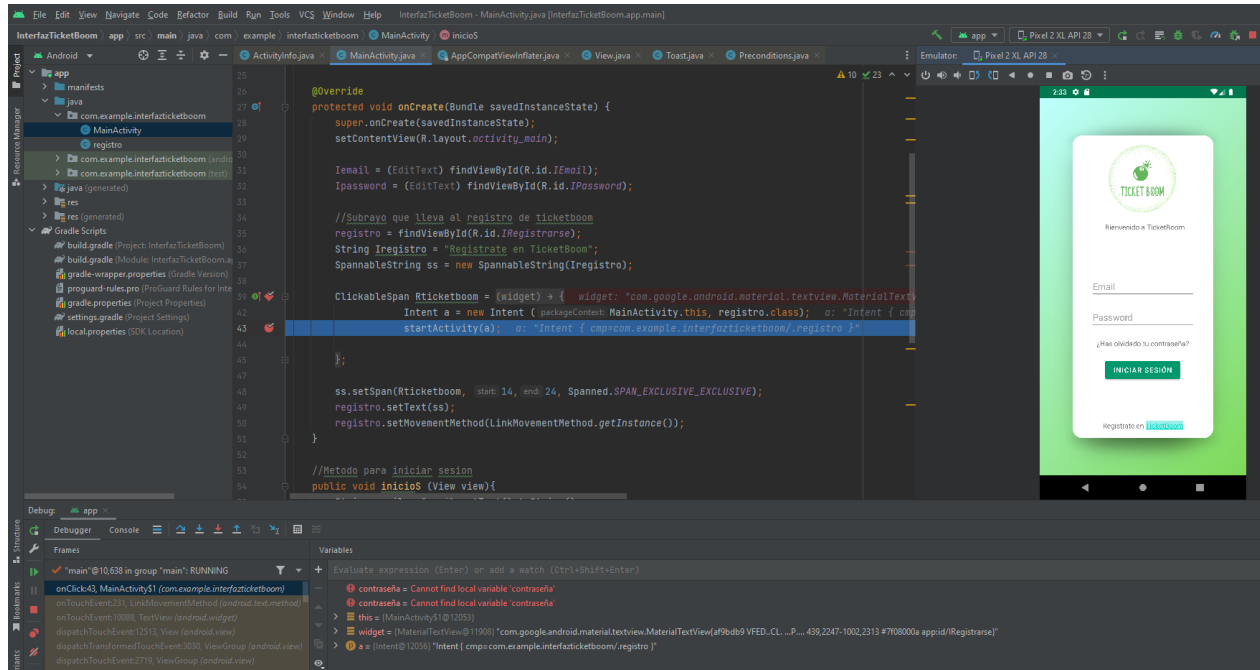 File Edit View Navigate Code Refactor Build Run Tools VCS Window Help InterfazTicketBoom - MainActivity.java [InterfazTicketBoom.app.main]
InterfazTicketBoom app src main java com example interfazticketboom MainActivity inicioS app Pixel 2 XL API 28
Project Android ActivityInfo.java MainActivity.java AppCompatViewInflater.java View.java Toast.java Preconditions.java Emulator: Pixel 2 XL API 28
Resource Manager
app
manifests
java
com.example.interfazticketboom
MainActivity
registro
com.example.interfazticketboom (andro
com.example.interfazticketboom (test)
java (generated)
res
res (generated)
Gradle Scripts
build.gradle (Project: InterfazTicketBoom)
build.gradle (Module: InterfazTicketBoom.a
gradle-wrapper.properties (Gradle Version)
proguard-rules.pro (ProGuard Rules for Inte
gradle.properties (Project Properties)
settings.gradle (Project Settings)
local.properties (SDK Location)
10 23
25
26 @Override
27 protected void onCreate(Bundle savedInstanceState) {
28 super.onCreate(savedInstanceState);
29 setContentView(R.layout.activity_main);
30
31 Iemail = (EditText) findViewById(R.id.IEmail);
32 Ipassword = (EditText) findViewById(R.id.IPassword);
33
34 //Subrayo que lleva al registro de ticketboom
35 registro = findViewById(R.id.IRegistrarse);
36 String Iregistro = "Registrate en TicketBoom";
37 SpannableString ss = new SpannableString(Iregistro);
38
39 ClickableSpan Rticketboom = (widget) → { widget: "com.google.android.material.textview.MaterialTextV
42 Intent a = new Intent ( packageContext: MainActivity.this, registro.class); a: "Intent { cmp
43 startActivity(a); a: "Intent { cmp=com.example.interfazticketboom/.registro }"
44
45 };
47
48 ss.setSpan(Rticketboom, start: 14, end: 24, Spanned.SPAN_EXCLUSIVE_EXCLUSIVE);
49 registro.setText(ss);
50 registro.setMovementMethod(LinkMovementMethod.getInstance());
51 }
52
53 //Metodo para iniciar sesion
54 public void inicioS (View view){
2:33
TICKET BOOM
Bienvenido a TicketBoom
Email
Password
¿Has olvidado tu contraseña?
INICIAR SESIÓN
Registrate en TicketBoom
Debug: app
Structure
Bookmarks
Debugger Console
Frames
"main"@10,638 in group "main": RUNNING
onClick:43, MainActivity$1 (com.example.interfazticketboom)
onTouchEvent:231, LinkMovementMethod (android.text.method)
onTouchEvent:10089, TextView (android.widget)
dispatchTouchEvent:12513, View (android.view)
dispatchTransformedTouchEvent:3030, ViewGroup (android.view)
dispatchTouchEvent:2719, ViewGroup (android.view)
Variables
Evaluate expression (Enter) or add a watch (Ctrl+Shift+Enter)
contraseña = Cannot find local variable 'contraseña'
contraseña = Cannot find local variable 'contraseña'
this = {MainActivity$1@12053}
widget = {MaterialTextView@11908} "com.google.android.material.textview.MaterialTextView{af9bdb9 VFED..CL. ...P.... 439,2247-1002,2313 #7f08000a app:id/IRegistrarse}"
a = {Intent@12056} "Intent { cmp=com.example.interfazticketboom/.registro }"